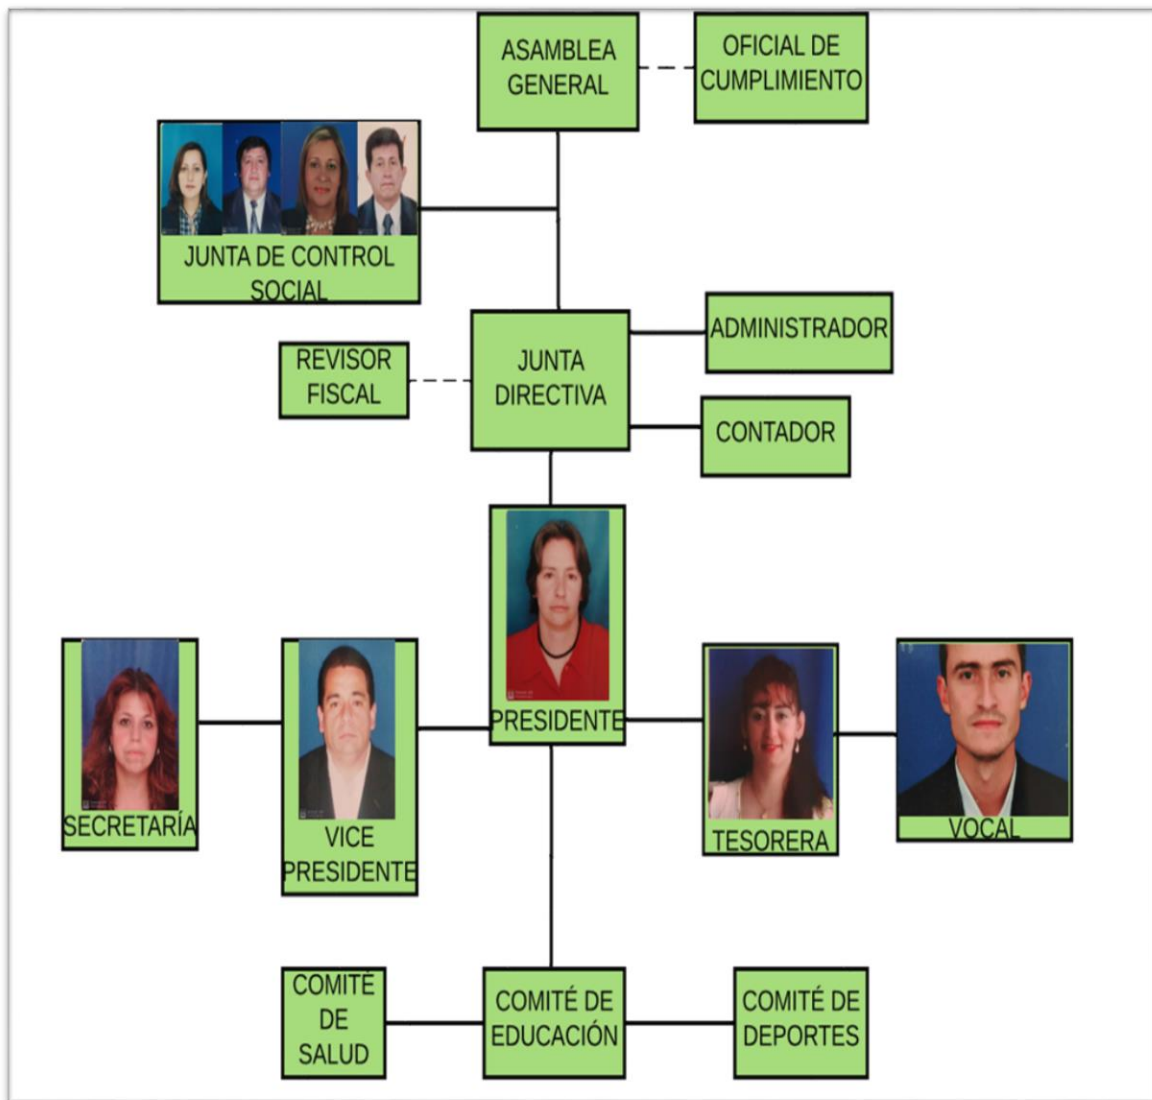 ASAMBLEA
GENERAL
OFICIAL DE
CUMPLIMIENTO
JUNTA DE CONTROL
SOCIAL
ADMINISTRADOR
REVISOR
FISCAL
JUNTA
DIRECTIVA
CONTADOR
PRESIDENTE
SECRETARÍA
VICE
PRESIDENTE
TESORERA
VOCAL
COMITÉ
DE
SALUD
COMITÉ DE
EDUCACIÓN
COMITÉ DE
DEPORTES